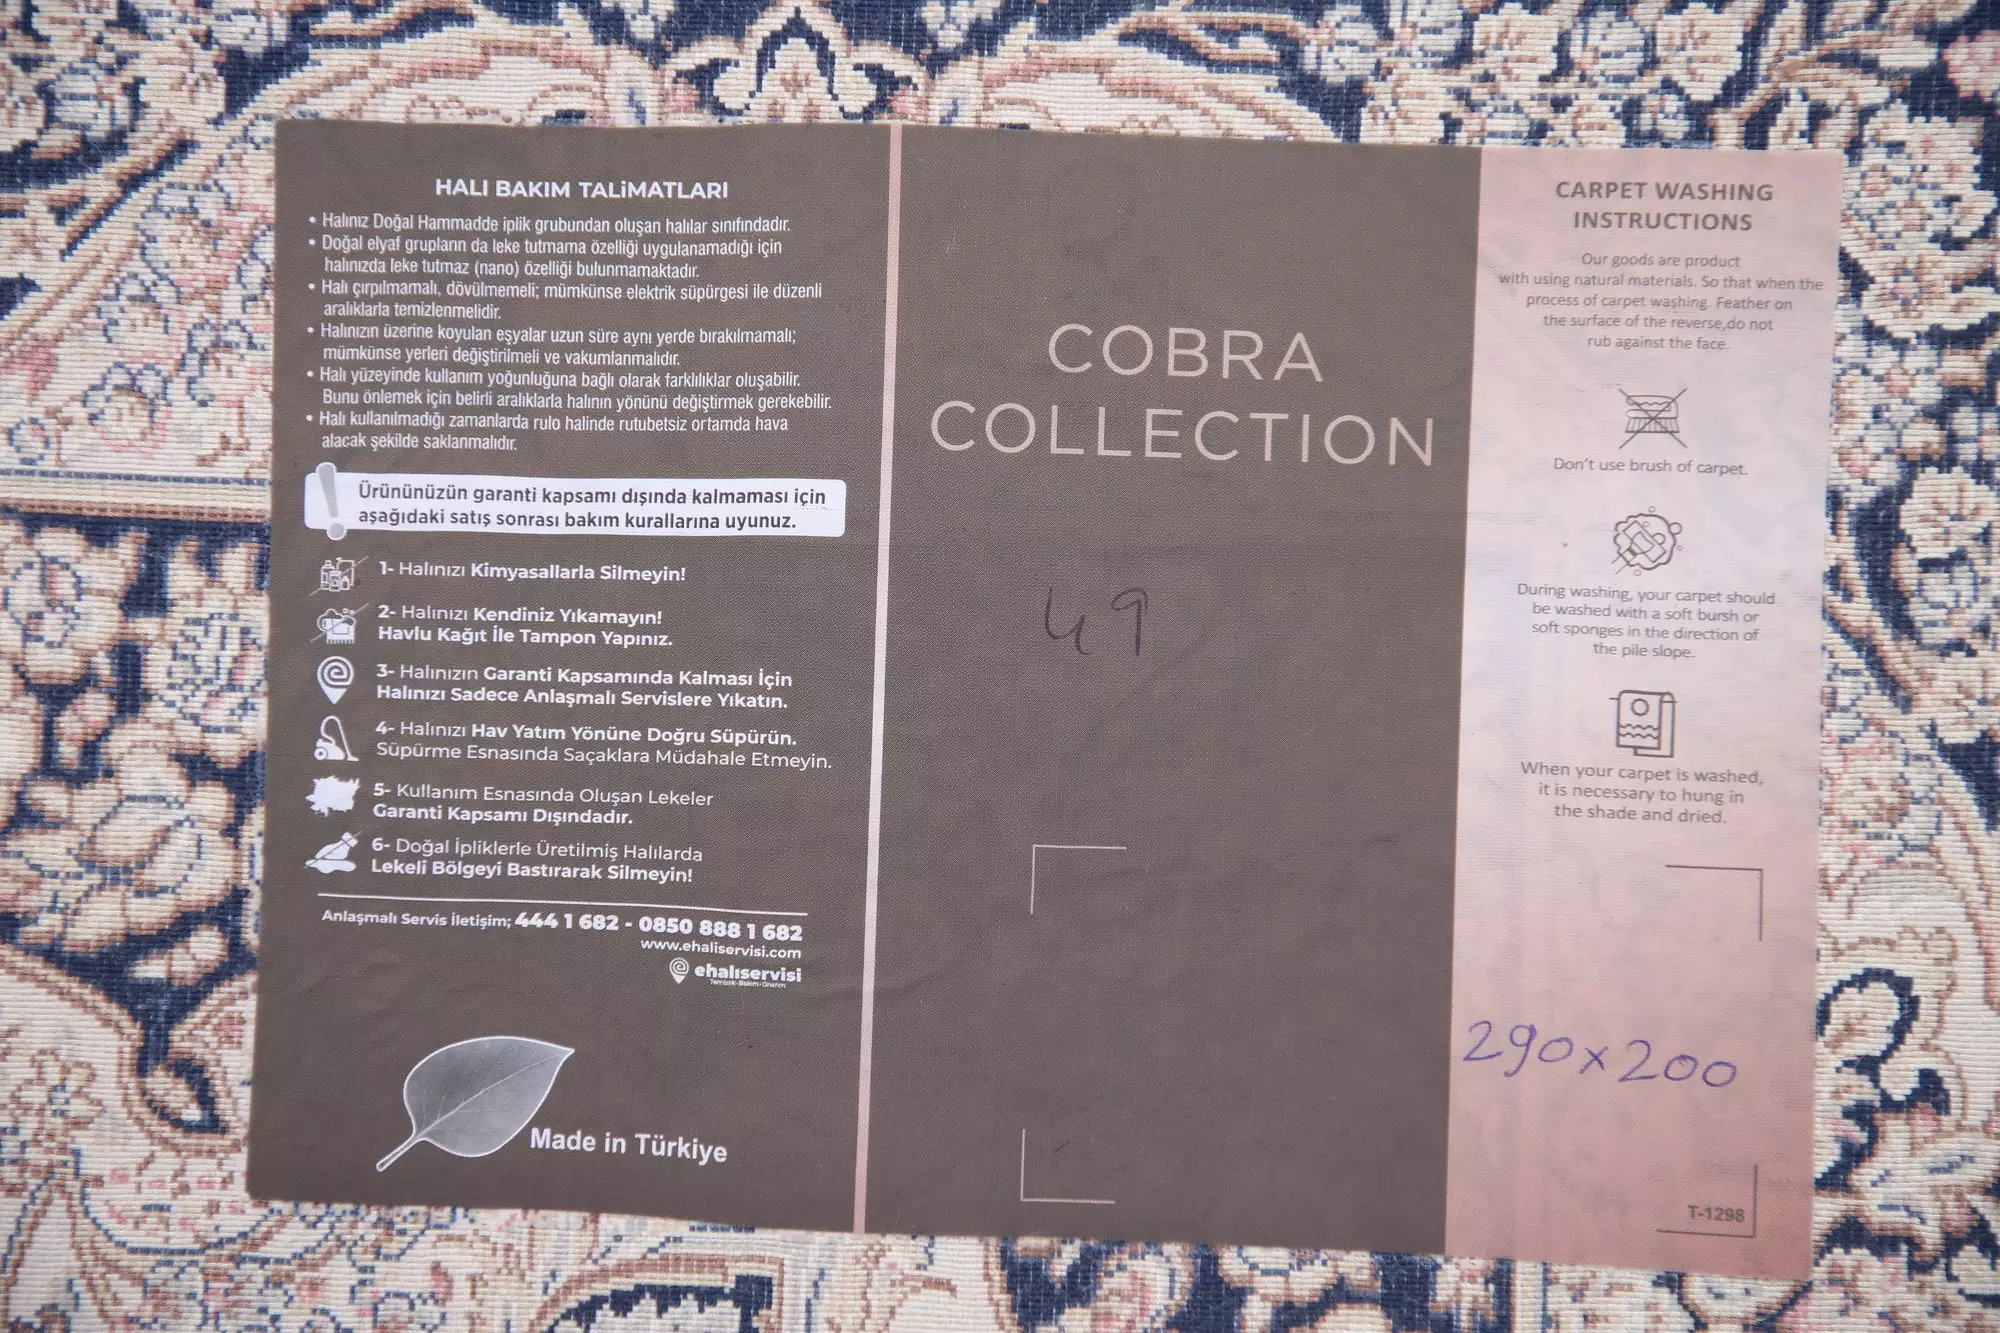 HALI BAKIM TALiMATLARI
• Halınız Doğal Hammadde iplik grubundan oluşan halılar sınıfındadır.
• Doğal elyaf grupların da leke tutmama özelliği uygulanamadığı için
halınızda leke tutmaz (nano) özelliği bulunmamaktadır.
• Halı çırpılmamalı, dövülmemeli; mümkünse elektrik süpürgesi ile düzenli
aralıklarla temizlenmelidir.
• Halınızın üzerine koyulan eşyalar uzun süre aynı yerde bırakılmamalı;
mümkünse yerleri değiştirilmeli ve vakumlanmalıdır.
• Halı yüzeyinde kullanım yoğunluğuna bağlı olarak farklılıklar oluşabilir.
Bunu önlemek için belirli aralıklarla halının yönünü değiştirmek gerekebilir.
• Halı kullanılmadığı zamanlarda rulo halinde rutubetsiz ortamda hava
alacak şekilde saklanmalıdır.
Ürününüzün garanti kapsamı dışında kalmaması için
aşağıdaki satış sonrası bakım kurallarına uyunuz.
1- Halınızı Kimyasallarla Silmeyin!
2- Halınızı Kendiniz Yıkamayın!
Havlu Kağıt İle Tampon Yapınız.
3- Halınızın Garanti Kapsamında Kalması İçin
Halınızı Sadece Anlaşmalı Servislere Yıkatın.
4- Halınızı Hav Yatım Yönüne Doğru Süpürün.
Süpürme Esnasında Saçaklara Müdahale Etmeyin.
5- Kullanım Esnasında Oluşan Lekeler
Garanti Kapsamı Dışındadır.
6- Doğal İpliklerle Üretilmiş Halılarda
Lekeli Bölgeyi Bastırarak Silmeyin!
Anlaşmalı Servis İletişim; 444 1 682 - 0850 888 1 682
www.ehaliservisi.com
ehalıservisi
Temizlik-Bakım-Onarım
Made in Türkiye
COBRA
COLLECTION
49
CARPET WASHING
INSTRUCTIONS
Our goods are product
with using natural materials. So that when the
process of carpet washing. Feather on
the surface of the reverse,do not
rub against the face.
Don't use brush of carpet.
During washing, your carpet should
be washed with a soft bursh or
soft sponges in the direction of
the pile slope.
When your carpet is washed,
it is necessary to hung in
the shade and dried.
290x200
T-1298